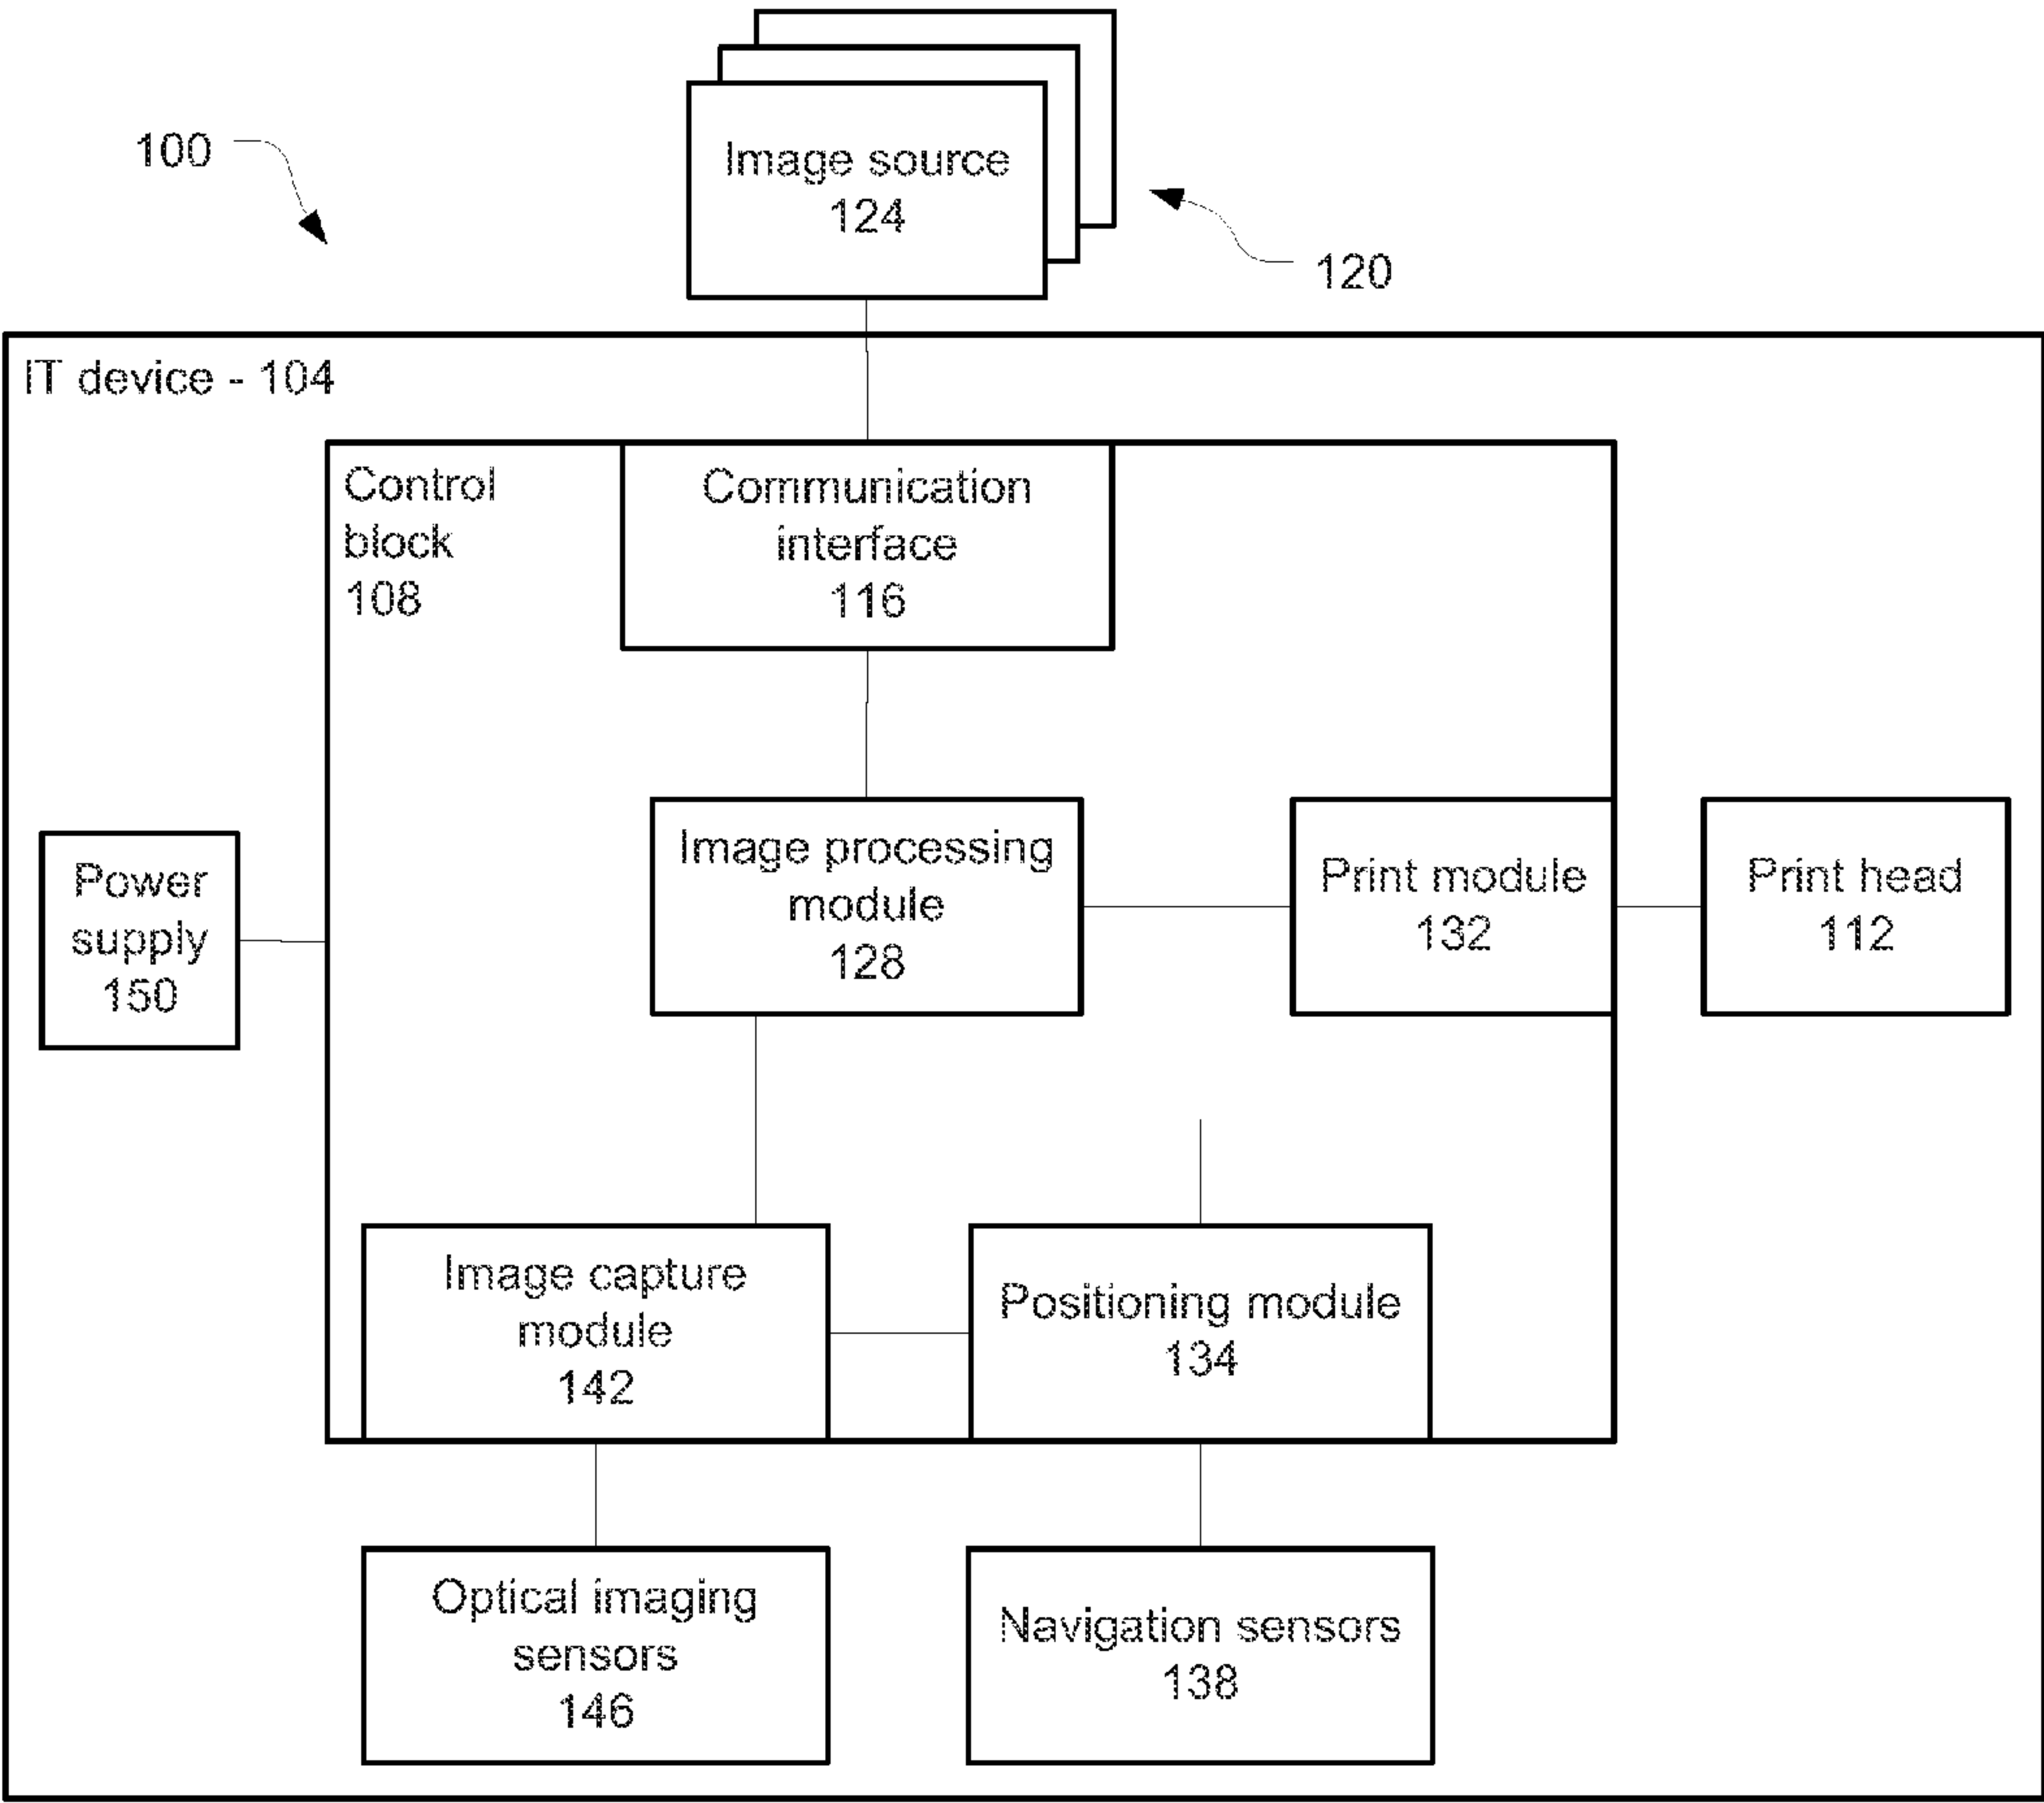 100
Image source
124
120
IT device - 104
Control
block
108
Communication
interface
116
Power
supply
150
Image processing
module
128
Print module
132
Print head
112
Image capture
module
142
Positioning module
134
Optical imaging
sensors
146
Navigation sensors
138